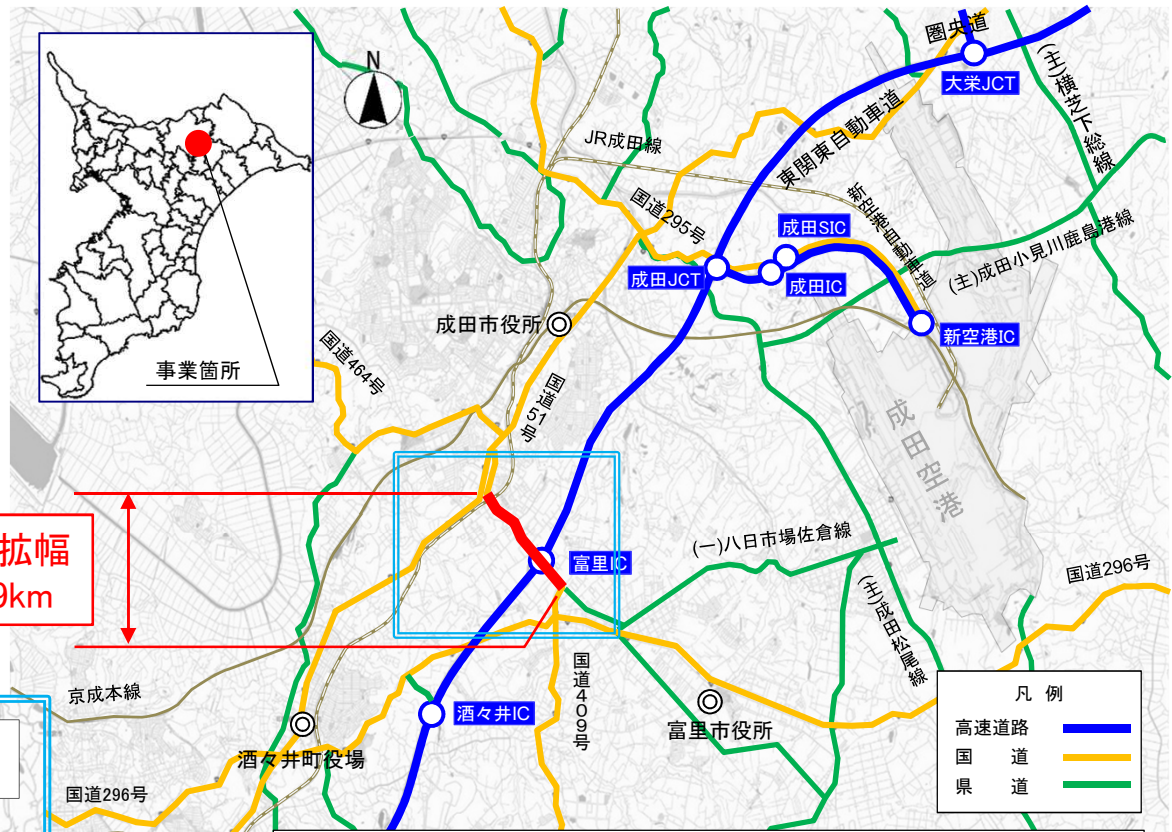 圏央道
大栄JCT
(主)横芝下総線
N
JR成田線
東関東自動車道
国道295号
新空港自動車道
成田SIC
成田JCT
成田IC
(主)成田小見川鹿島港線
新空港IC
成田市役所
事業箇所
国道464号
国道51号
成田空港
拡幅
9km
富里IC
(一)八日市場佐倉線
国道296号
(主)成田松尾線
京成本線
酒々井IC
国道409号
富里市役所
酒々井町役場
国道296号
凡 例
高速道路
国 道
県 道